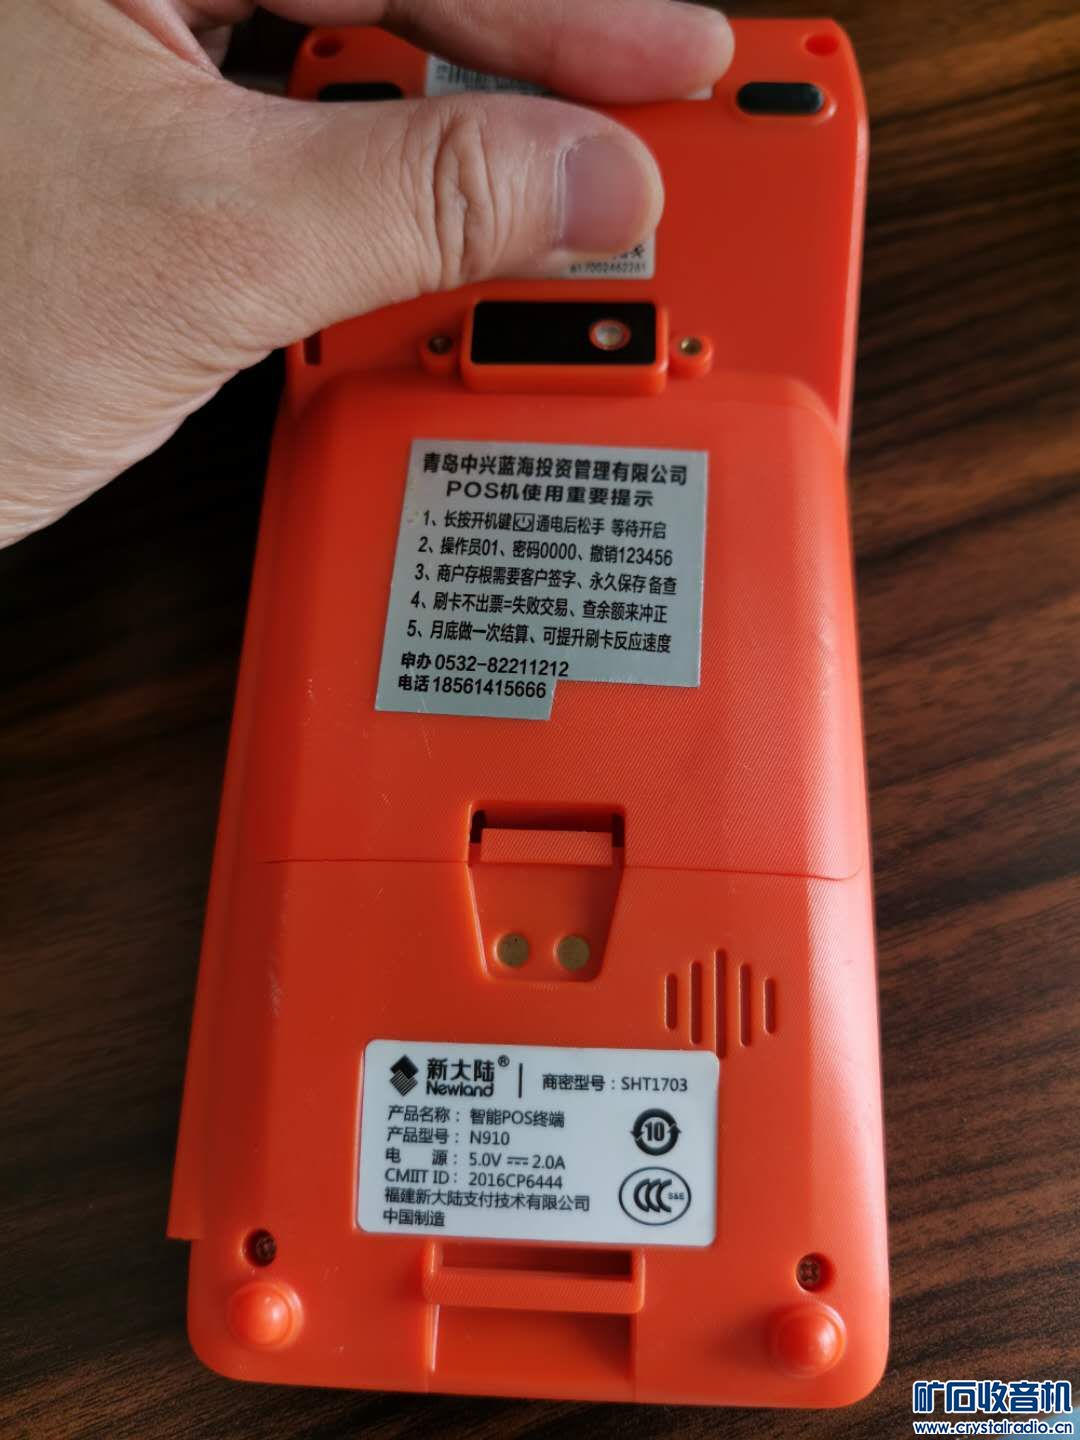 817002462281
青岛中兴蓝海投资管理有限公司
POS机使用重要提示
1、长按开机键通电后松手 等待开启
2、操作员01、密码0000、撤销123456
3、商户存根需要客户签字、永久保存 备查
4、刷卡不出票=失败交易、查余额来冲正
5、月底做一次结算、可提升刷卡反应速度
申办 0532-82211212
电话 18561415666
新大陆® Newland 商密型号：SHT1703
产品名称：智能POS终端
产品型号：N910
电 源：5.0V 2.0A
CMIIT ID：2016CP6444
福建新大陆支付技术有限公司
中国制造
10
CCC S&E
矿石收音机
www.crystalradio.cn